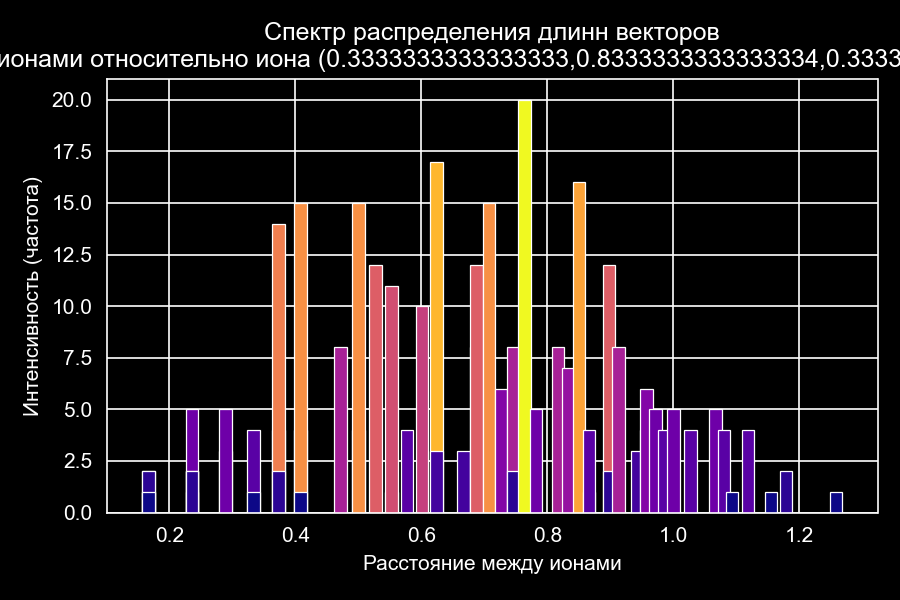 Спектр распределения длинн векторов
ионами относительно иона (0.3333333333333333,0.8333333333333334,0.3333
20.0
17.5
15.0
12.5
10.0
7.5
5.0
2.5
0.0
Интенсивность (частота)
0.2 0.4 0.6 0.8 1.0 1.2
Расстояние между ионами